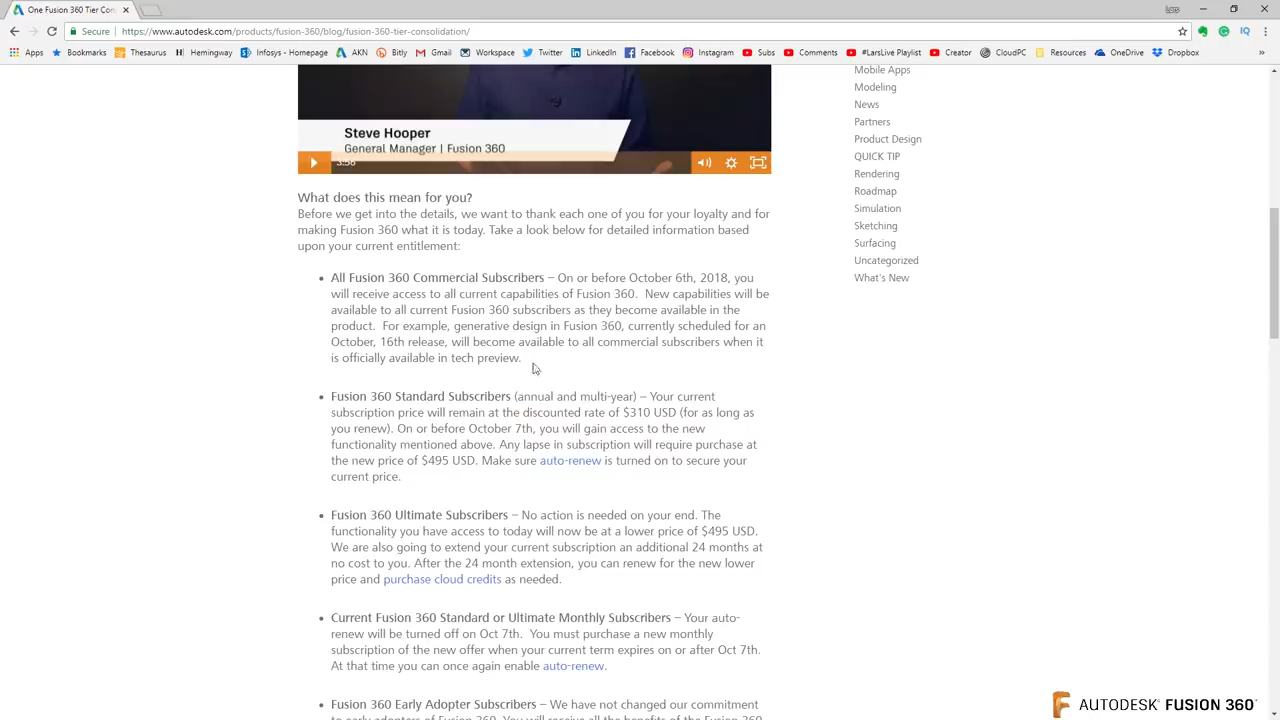 One Fusion 360 Tier Con
Secure
https://www.autodesk.com/products/fusion-360/blog/fusion-360-tier-consolidation/
Apps
Bookmarks
Thesaurus
Hemingway
Infosys - Homepage
AKN
Bitly
Gmail
Workspace
Twitter
LinkedIn
Facebook
Instagram
Subs
Comments
#LarsLive Playlist
Creator
CloudPC
Resources
OneDrive
Dropbox
Steve Hooper
General Manager | Fusion 360
3:56
What does this mean for you?
Before we get into the details, we want to thank each one of you for your loyalty and for
making Fusion 360 what it is today. Take a look below for detailed information based
upon your current entitlement:
• All Fusion 360 Commercial Subscribers – On or before October 6th, 2018, you
will receive access to all current capabilities of Fusion 360. New capabilities will be
available to all current Fusion 360 subscribers as they become available in the
product. For example, generative design in Fusion 360, currently scheduled for an
October, 16th release, will become available to all commercial subscribers when it
is officially available in tech preview.
• Fusion 360 Standard Subscribers (annual and multi-year) – Your current
subscription price will remain at the discounted rate of $310 USD (for as long as
you renew). On or before October 7th, you will gain access to the new
functionality mentioned above. Any lapse in subscription will require purchase at
the new price of $495 USD. Make sure auto-renew is turned on to secure your
current price.
• Fusion 360 Ultimate Subscribers – No action is needed on your end. The
functionality you have access to today will now be at a lower price of $495 USD.
We are also going to extend your current subscription an additional 24 months at
no cost to you. After the 24 month extension, you can renew for the new lower
price and purchase cloud credits as needed.
• Current Fusion 360 Standard or Ultimate Monthly Subscribers – Your auto-
renew will be turned off on Oct 7th. You must purchase a new monthly
subscription of the new offer when your current term expires on or after Oct 7th.
At that time you can once again enable auto-renew.
• Fusion 360 Early Adopter Subscribers – We have not changed our commitment
to early adopters of Fusion 360. You will receive all the benefits of the Fusion 360
Mobile Apps
Modeling
News
Partners
Product Design
QUICK TIP
Rendering
Roadmap
Simulation
Sketching
Surfacing
Uncategorized
What's New
AUTODESK® FUSION 360™